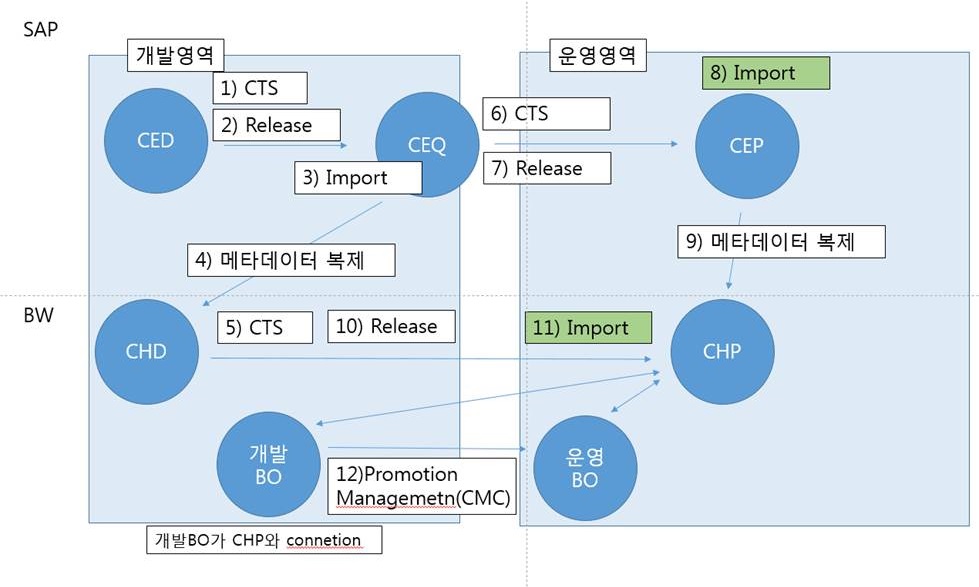 SAP
개발영역
운영영역
1) CTS
2) Release
3) Import
CED
CEQ
6) CTS
7) Release
8) Import
CEP
4) 메타데이터 복제
9) 메타데이터 복제
BW
5) CTS
10) Release
11) Import
CHD
CHP
개발
BO
12)Promotion
Managemetn(CMC)
운영
BO
개발BO가 CHP와 connetion